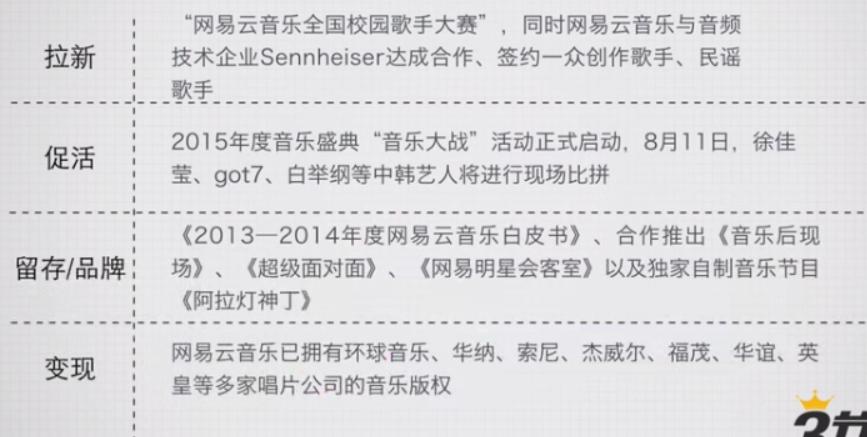 拉新
“网易云音乐全国校园歌手大赛”，同时网易云音乐与音频
技术企业Sennheiser达成合作、签约一众创作歌手、民谣
歌手
促活
2015年度音乐盛典“音乐大战”活动正式启动，8月11日，徐佳
莹、got7、白举纲等中韩艺人将进行现场比拼
留存/品牌
《2013—2014年度网易云音乐白皮书》、合作推出《音乐后现
场》、《超级面对面》、《网易明星会客室》以及独家自制音乐节目
《阿拉灯神丁》
变现
网易云音乐已拥有环球音乐、华纳、索尼、杰威尔、福茂、华谊、英
皇等多家唱片公司的音乐版权